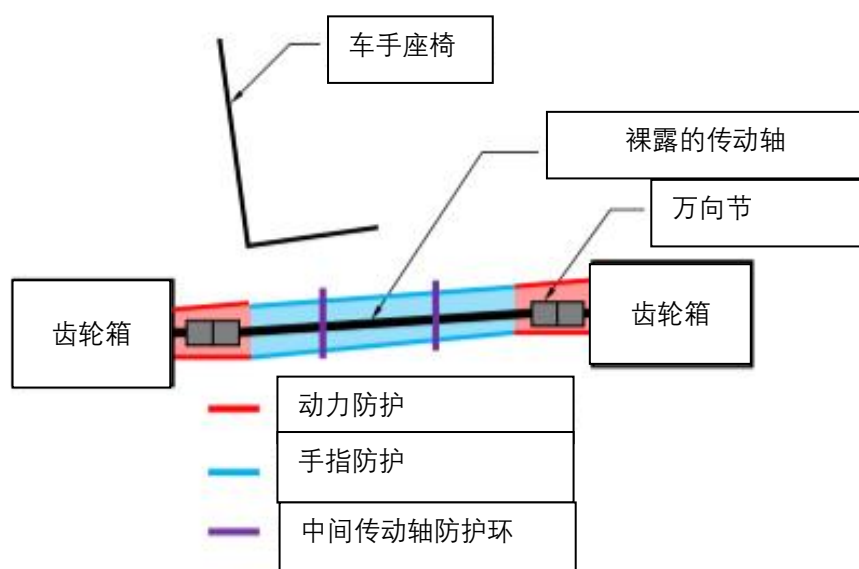 车手座椅
裸露的传动轴
万向节
齿轮箱
齿轮箱
动力防护
手指防护
中间传动轴防护环